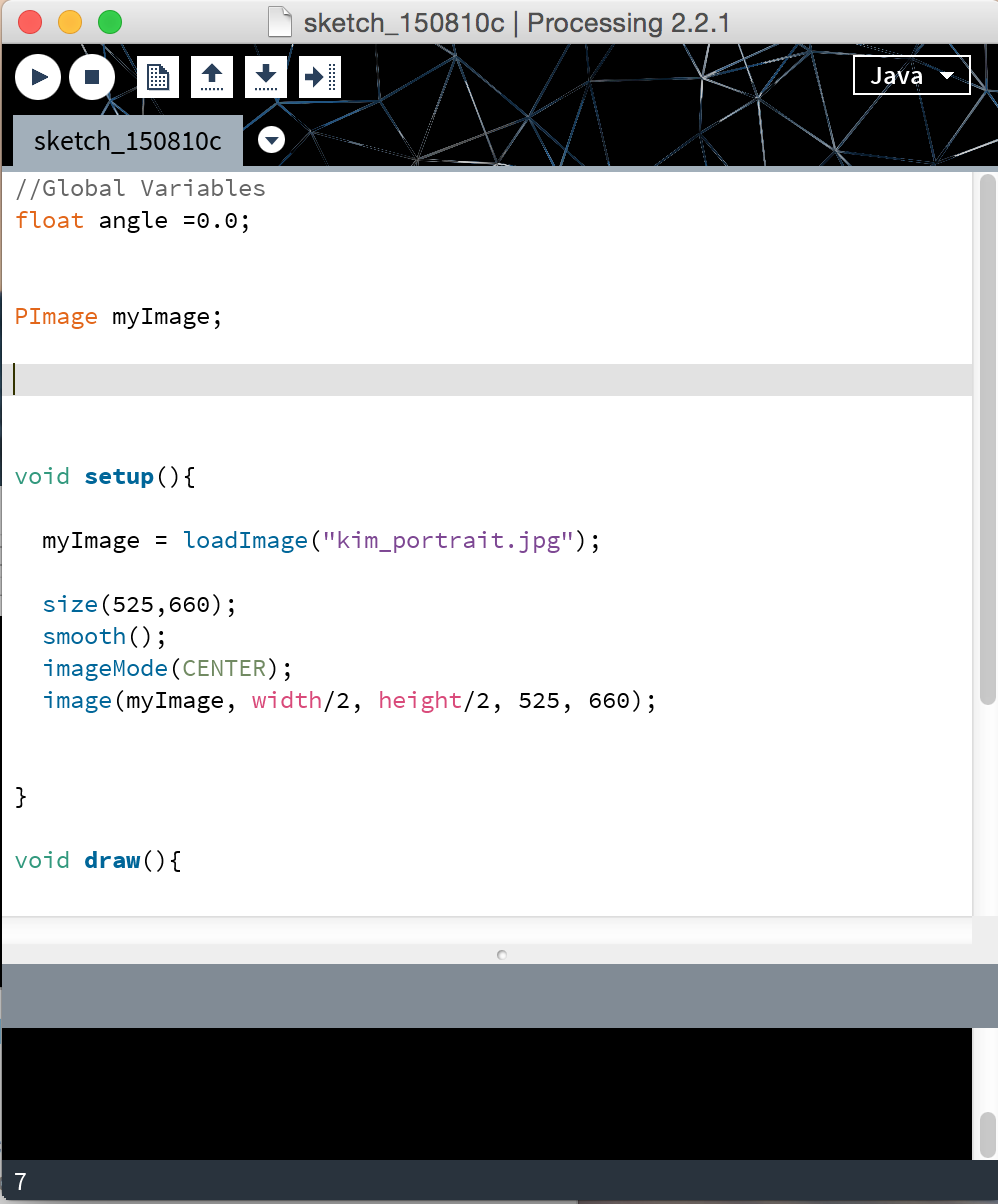 sketch_150810c | Processing 2.2.1
Java
sketch_150810c
//Global Variables
float angle =0.0;
PImage myImage;
void setup(){
myImage = loadImage("kim_portrait.jpg");
size(525,660);
smooth();
imageMode(CENTER);
image(myImage, width/2, height/2, 525, 660);
}
void draw(){
7